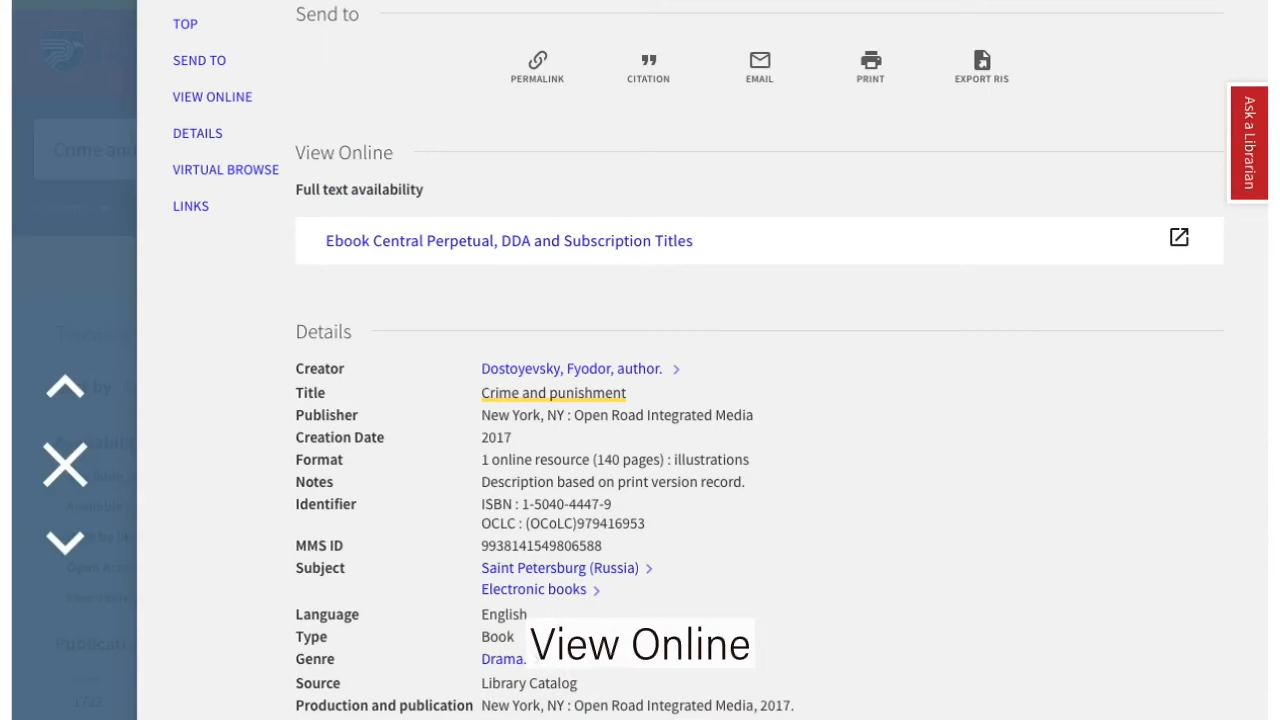 TOP
SEND TO
VIEW ONLINE
DETAILS
VIRTUAL BROWSE
LINKS
Send to
PERMALINK
CITATION
EMAIL
PRINT
EXPORT RIS
Ask a Librarian
View Online
Full text availability
Ebook Central Perpetual, DDA and Subscription Titles
Details
Creator Dostoyevsky, Fyodor, author.
Title Crime and punishment
Publisher New York, NY : Open Road Integrated Media
Creation Date 2017
Format 1 online resource (140 pages) : illustrations
Notes Description based on print version record.
Identifier ISBN : 1-5040-4447-9
OCLC : (OCoLC)979416953
MMS ID 9938141549806588
Subject Saint Petersburg (Russia)
Electronic books
Language English
Type Book
Genre Drama.
Source Library Catalog
Production and publication New York, NY : Open Road Integrated Media, 2017.
View Online
Crime and
Available
1722